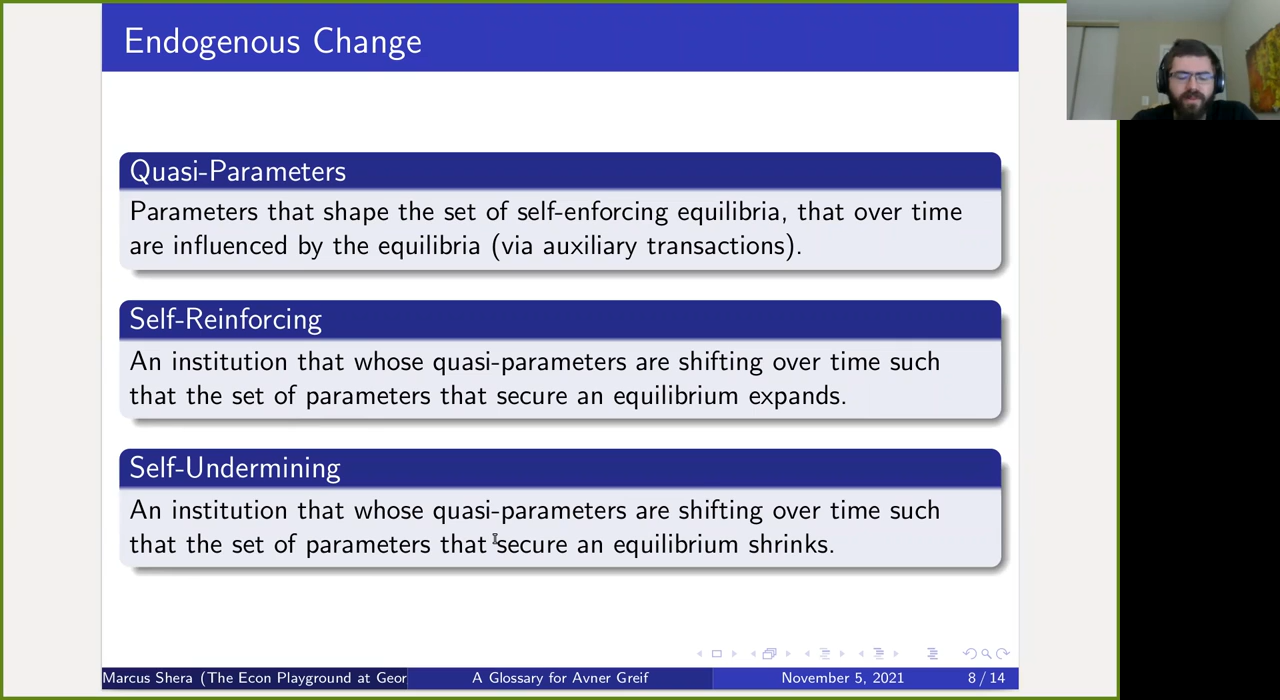 Endogenous Change
Quasi-Parameters
Parameters that shape the set of self-enforcing equilibria, that over time
are influenced by the equilibria (via auxiliary transactions).
Self-Reinforcing
An institution that whose quasi-parameters are shifting over time such
that the set of parameters that secure an equilibrium expands.
Self-Undermining
An institution that whose quasi-parameters are shifting over time such
that the set of parameters that secure an equilibrium shrinks.
Marcus Shera (The Econ Playground at Geor
A Glossary for Avner Greif
November 5, 2021
8 / 14